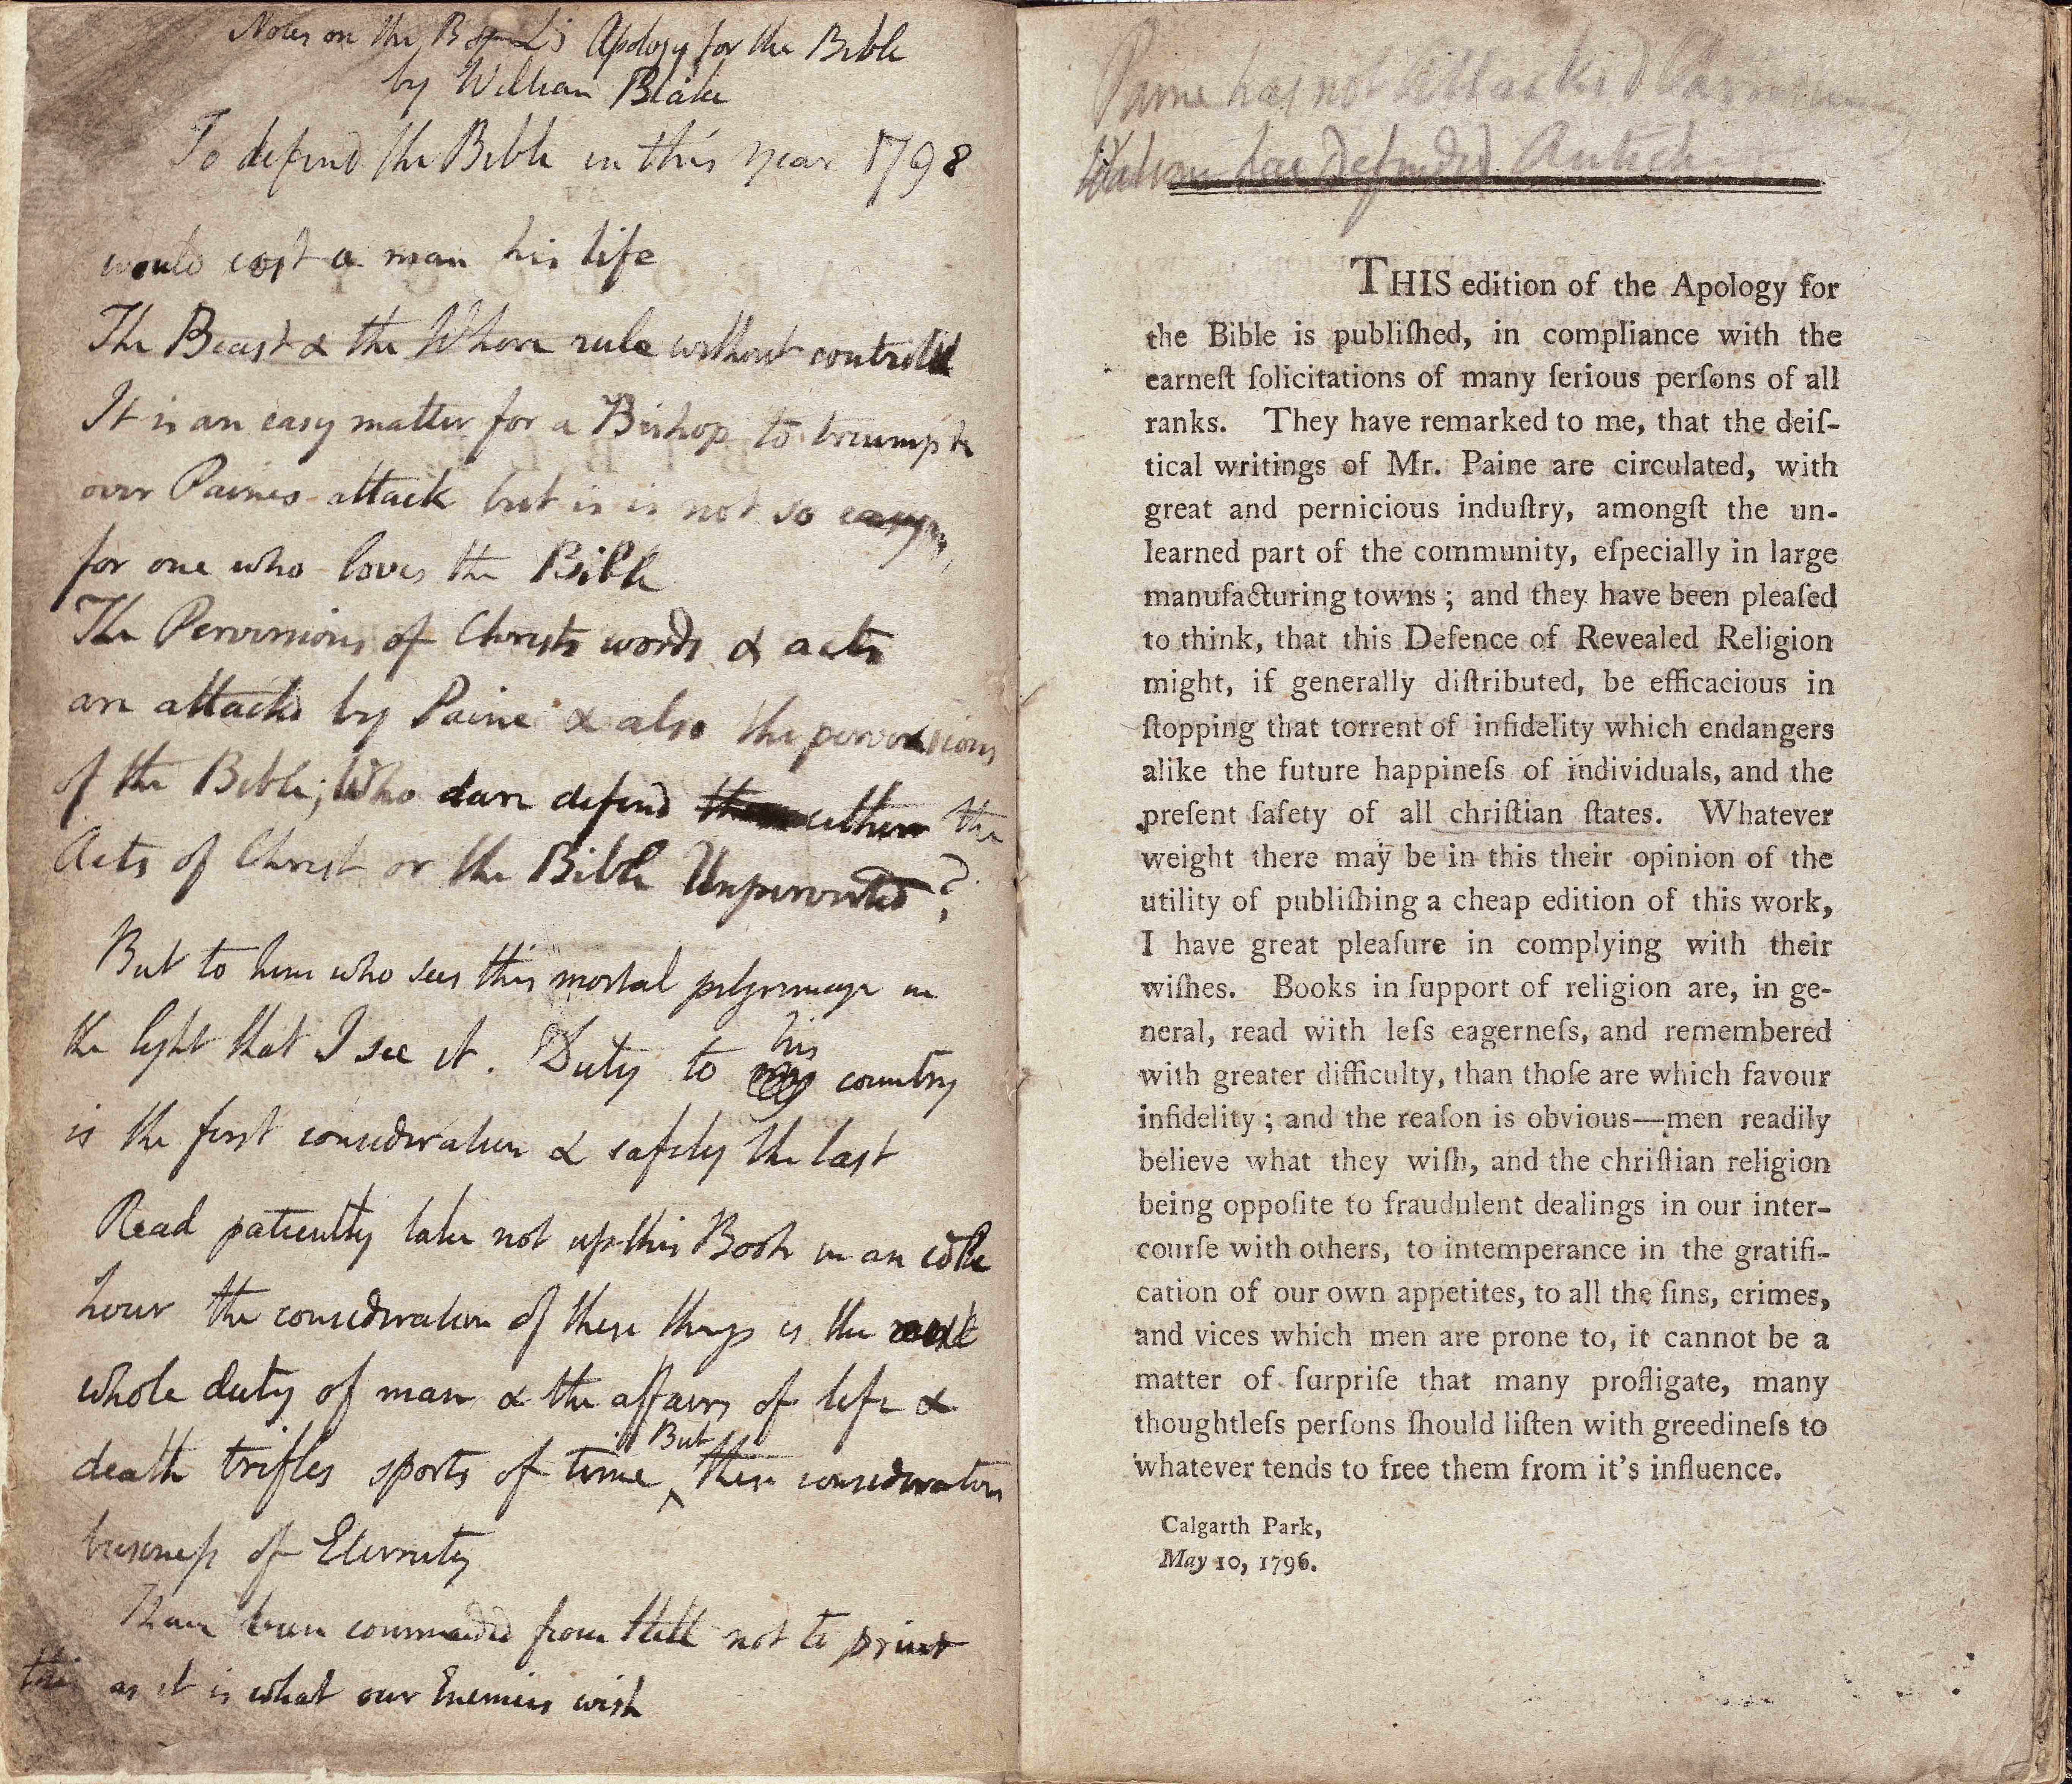 Notes on the B of L's Apology for the Bible
by William Blake
To defend the Bible in this year 1798
would cost a man his life
The Beast & the Whore rule without control
It is an easy matter for a Bishop to triumph
over Paines attack but is is not so easy
for one who loves the Bible
The Perversions of Christs words & acts
are attackd by Paine & also the perversions
of the Bible; Who dare defend either the
Acts of Christ or the Bible Unperverted?
But to him who sees this mortal pilgrimage in
the light that I see it. Duty to his country
is the first consideration & safety the last
Read patiently take not up this Book in an idle
hour the consideration of these things is the
whole duty of man & the affairs of life &
death trifles sports of time But these considerations
business of Eternity
I have been commanded from Hell not to print
this as it is what our Enemies wish
Paine has not Attacked
Watson has defended Antich
THIS edition of the Apology for
the Bible is publiſhed, in compliance with the
earneſt ſolicitations of many ſerious perſons of all
ranks. They have remarked to me, that the deiſ-
tical writings of Mr. Paine are circulated, with
great and pernicious induſtry, amongſt the un-
learned part of the community, eſpecially in large
manufacturing towns; and they have been pleaſed
to think, that this Defence of Revealed Religion
might, if generally diſtributed, be efficacious in
ſtopping that torrent of infidelity which endangers
alike the future happineſs of individuals, and the
preſent ſafety of all chriſtian ſtates. Whatever
weight there may be in this their opinion of the
utility of publiſhing a cheap edition of this work,
I have great pleaſure in complying with their
wiſhes. Books in ſupport of religion are, in ge-
neral, read with leſs eagerneſs, and remembered
with greater difficulty, than thoſe are which favour
infidelity; and the reaſon is obvious—men readily
believe what they wiſh, and the chriſtian religion
being oppoſite to fraudulent dealings in our inter-
courſe with others, to intemperance in the gratifi-
cation of our own appetites, to all the ſins, crimes,
and vices which men are prone to, it cannot be a
matter of ſurpriſe that many profligate, many
thoughtleſs perſons ſhould liſten with greedineſs to
whatever tends to free them from it's influence.
Calgarth Park,
May 10, 1796.